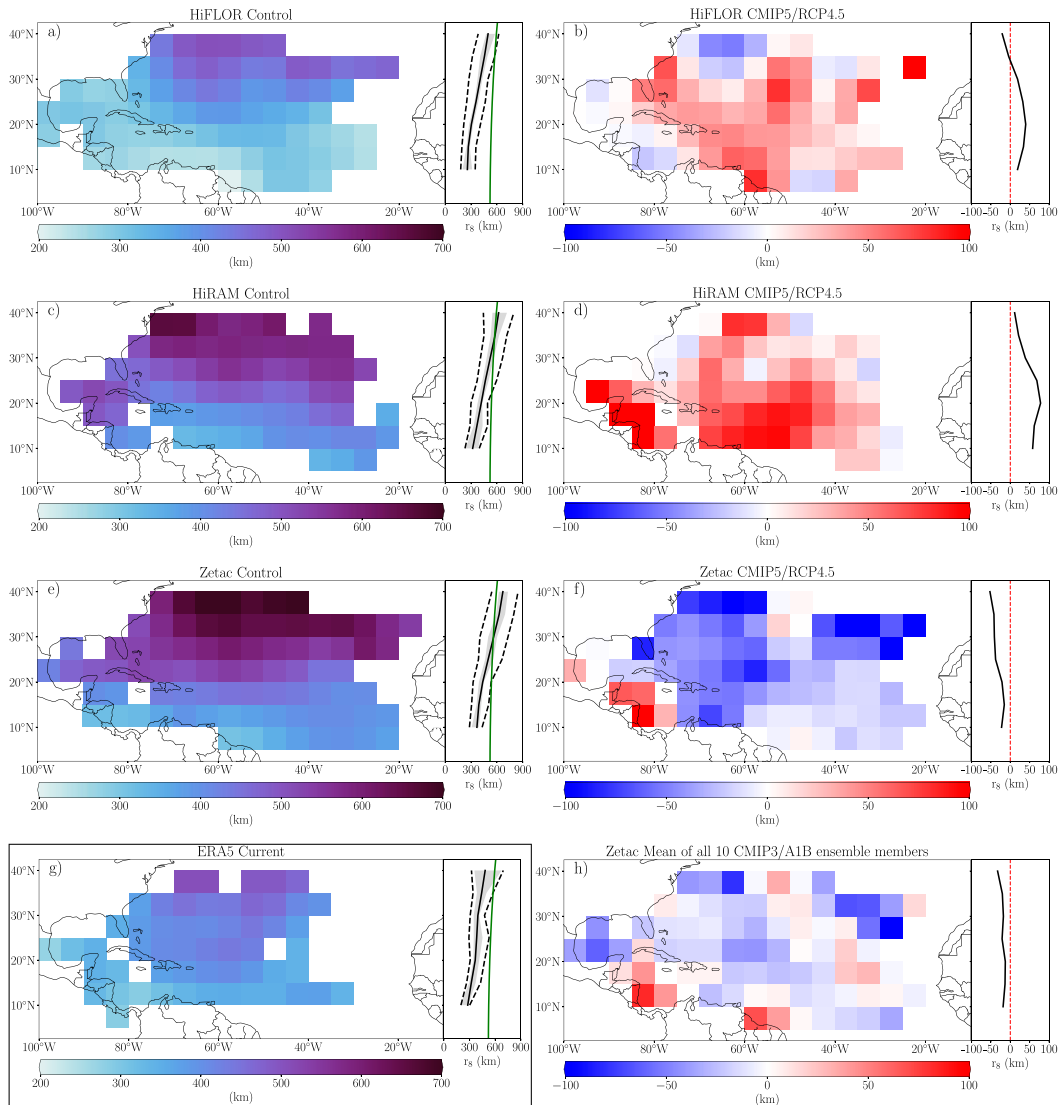 HiFLOR Control
a)
40°N
30°N
20°N
10°N
100°W 80°W 60°W 40°W 20°W 300 600 900
r₈ (km)
200 300 400 500 600 700
(km)
HiFLOR CMIP5/RCP4.5
b)
40°N
30°N
20°N
10°N
100°W 80°W 60°W 40°W 20°W -100 -50 0 50 100
r₈ (km)
−100 −50 0 50 100
(km)
HiRAM Control
c)
40°N
30°N
20°N
10°N
100°W 80°W 60°W 40°W 20°W 300 600 900
r₈ (km)
200 300 400 500 600 700
(km)
HiRAM CMIP5/RCP4.5
d)
40°N
30°N
20°N
10°N
100°W 80°W 60°W 40°W 20°W -100 -50 0 50 100
r₈ (km)
−100 −50 0 50 100
(km)
Zetac Control
e)
40°N
30°N
20°N
10°N
100°W 80°W 60°W 40°W 20°W 300 600 900
r₈ (km)
200 300 400 500 600 700
(km)
Zetac CMIP5/RCP4.5
f)
40°N
30°N
20°N
10°N
100°W 80°W 60°W 40°W 20°W -100 -50 0 50 100
r₈ (km)
−100 −50 0 50 100
(km)
ERA5 Current
g)
40°N
30°N
20°N
10°N
100°W 80°W 60°W 40°W 20°W 300 600 900
r₈ (km)
200 300 400 500 600 700
(km)
Zetac Mean of all 10 CMIP3/A1B ensemble members
h)
40°N
30°N
20°N
10°N
100°W 80°W 60°W 40°W 20°W -100 -50 0 50 100
r₈ (km)
−100 −50 0 50 100
(km)